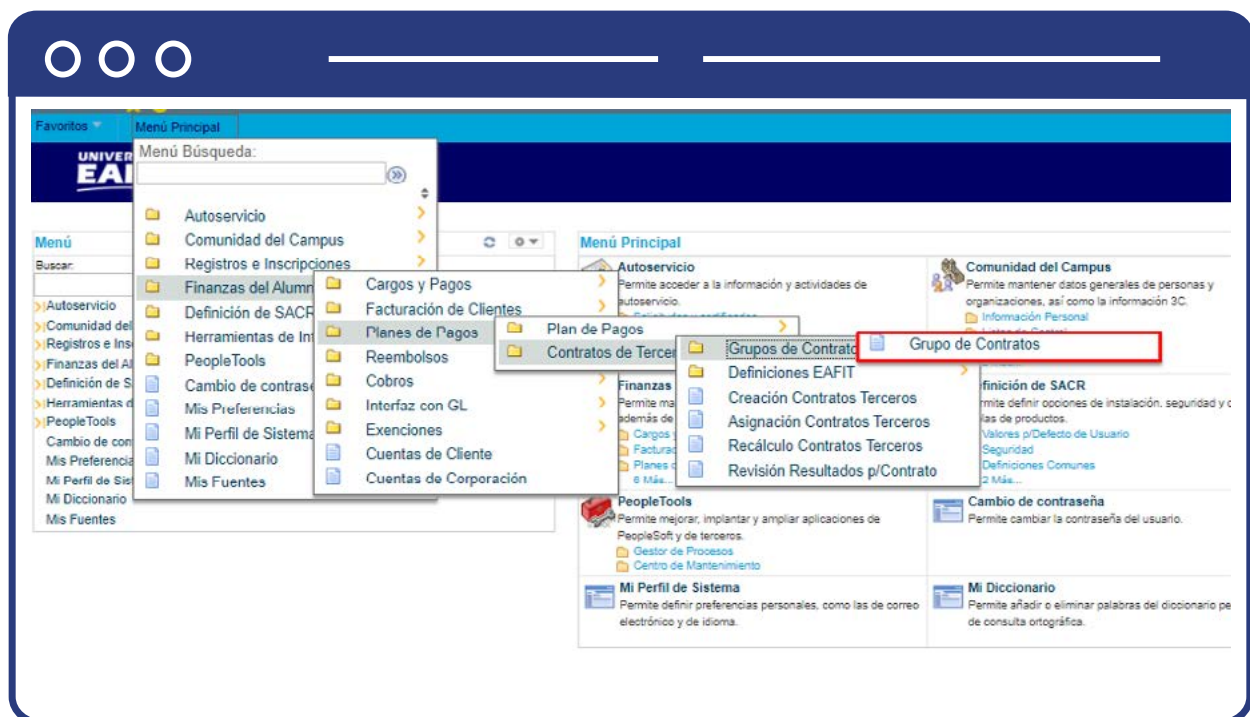 Favoritos
Menú Principal
UNIVER
EAI
Menú Búsqueda:
Autoservicio
Comunidad del Campus
Registros e Inscripciones
Finanzas del Alumn
Definición de SACR
Herramientas de Int
PeopleTools
Cambio de contrase
Mis Preferencias
Mi Perfil de Sistema
Mi Diccionario
Mis Fuentes
Cargos y Pagos
Facturación de Clientes
Planes de Pagos
Reembolsos
Cobros
Interfaz con GL
Exenciones
Cuentas de Cliente
Cuentas de Corporación
Plan de Pagos
Contratos de Tercer
Grupos de Contrato
Definiciones EAFIT
Creación Contratos Terceros
Asignación Contratos Terceros
Recálculo Contratos Terceros
Revisión Resultados p/Contrato
Grupo de Contratos
Menú
Buscar:
Autoservicio
Comunidad del
Registros e Ins
Finanzas del Al
Definición de S
Herramientas d
PeopleTools
Cambio de con
Mis Preferencia
Mi Perfil de Sis
Mi Diccionario
Mis Fuentes
Menú Principal
Autoservicio
Permite acceder a la información y actividades de
autoservicio.
Comunidad del Campus
Permite mantener datos generales de personas y
organizaciones, así como la información 3C.
Información Personal
Finanzas
Permite ma
además de
Cargos y
Facturac
Planes d
6 Más...
finición de SACR
rmite definir opciones de instalación, seguridad y c
las de productos.
Valores p/Defecto de Usuario
Seguridad
Definiciones Comunes
2 Más...
PeopleTools
Permite mejorar, implantar y ampliar aplicaciones de
PeopleSoft y de terceros.
Gestor de Procesos
Centro de Mantenimiento
Cambio de contraseña
Permite cambiar la contraseña del usuario.
Mi Perfil de Sistema
Permite definir preferencias personales, como las de correo
electrónico y de idioma.
Mi Diccionario
Permite añadir o eliminar palabras del diccionario pe
de consulta ortográfica.